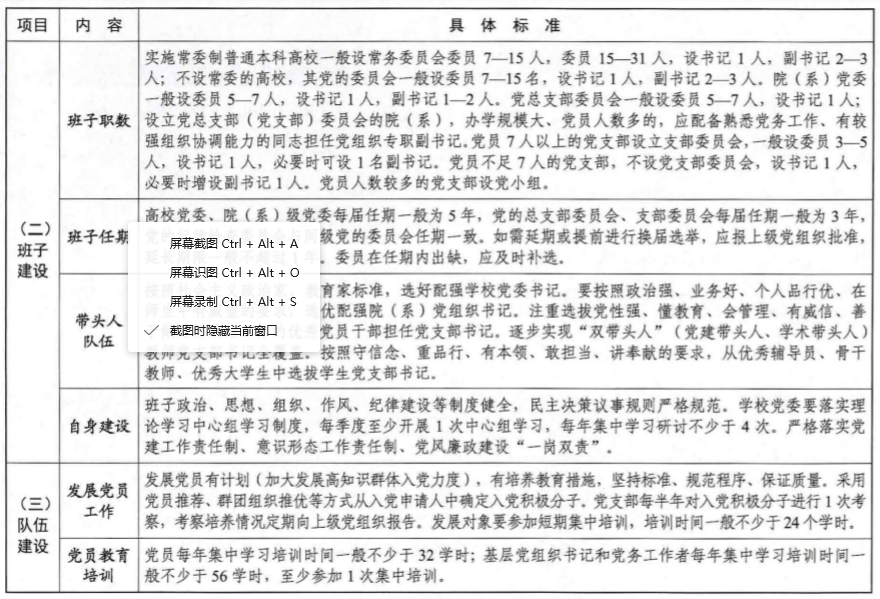 项目 内容 具体标准
实施常委制普通本科高校一般设常务委员会委员 7—15 人，委员 15—31 人，设书记 1 人，副书记 2—3
人；不设常委的高校，其党的委员会一般设委员 7—15 名，设书记 1 人，副书记 2—3 人。院（系）党委
一般设委员 5—7 人，设书记 1 人，副书记 1—2 人。党总支部委员会一般设委员 5—7 人，设书记 1 人；
班子职数 设立党总支部（党支部）委员会的院（系），办学规模大、党员人数多的，应配备熟悉党务工作、有较
强组织协调能力的同志担任党组织专职副书记。党员 7 人以上的党支部设立支部委员会，一般设委员 3—5
人，设书记 1 人，必要时可设 1 名副书记。党员不足 7 人的党支部，不设党支部委员会，设书记 1 人，
必要时增设副书记 1 人。党员人数较多的党支部设党小组。
（二）
班子
建设
高校党委、院（系）级党委每届任期一般为 5 年，党的总支部委员会、支部委员会每届任期一般为 3 年，
班子任期 级党的委员会任期一致。如需延期或提前进行换届选举，应报上级党组织批准，
延长期限一般不超过 1 年。委员在任期内出缺，应及时补选。
屏幕截图 Ctrl + Alt + A
屏幕识图 Ctrl + Alt + O
屏幕录制 Ctrl + Alt + S
截图时隐藏当前窗口
育家标准，选好配强学校党委书记。要按照政治强、业务好、个人品行优、在
带头人 优配强院（系）党组织书记。注重选拔党性强、懂教育、会管理、有威信、善
队伍 党员干部担任党支部书记。逐步实现“双带头人”（党建带头人、学术带头人）
教师党支部书记全覆盖。按照守信念、重品行、有本领、敢担当、讲奉献的要求，从优秀辅导员、骨干
教师、优秀大学生中选拔学生党支部书记。
班子政治、思想、组织、作风、纪律建设等制度健全，民主决策议事规则严格规范。学校党委要落实理
自身建设 论学习中心组学习制度，每季度至少开展 1 次中心组学习，每年集中学习研讨不少于 4 次。严格落实党
建工作责任制、意识形态工作责任制、党风廉政建设“一岗双责”。
（三）
队伍
建设
发展党员
工作
发展党员有计划（加大发展高知识群体入党力度），有培养教育措施，坚持标准、规范程序、保证质量。采用
党员推荐、群团组织推优等方式从入党申请人中确定入党积极分子。党支部每半年对入党积极分子进行 1 次考
察，考察培养情况定期向上级党组织报告。发展对象要参加短期集中培训，培训时间一般不少于 24 个学时。
党员教育
培训
党员每年集中学习培训时间一般不少于 32 学时；基层党组织书记和党务工作者每年集中学习培训时间一
般不少于 56 学时，至少参加 1 次集中培训。